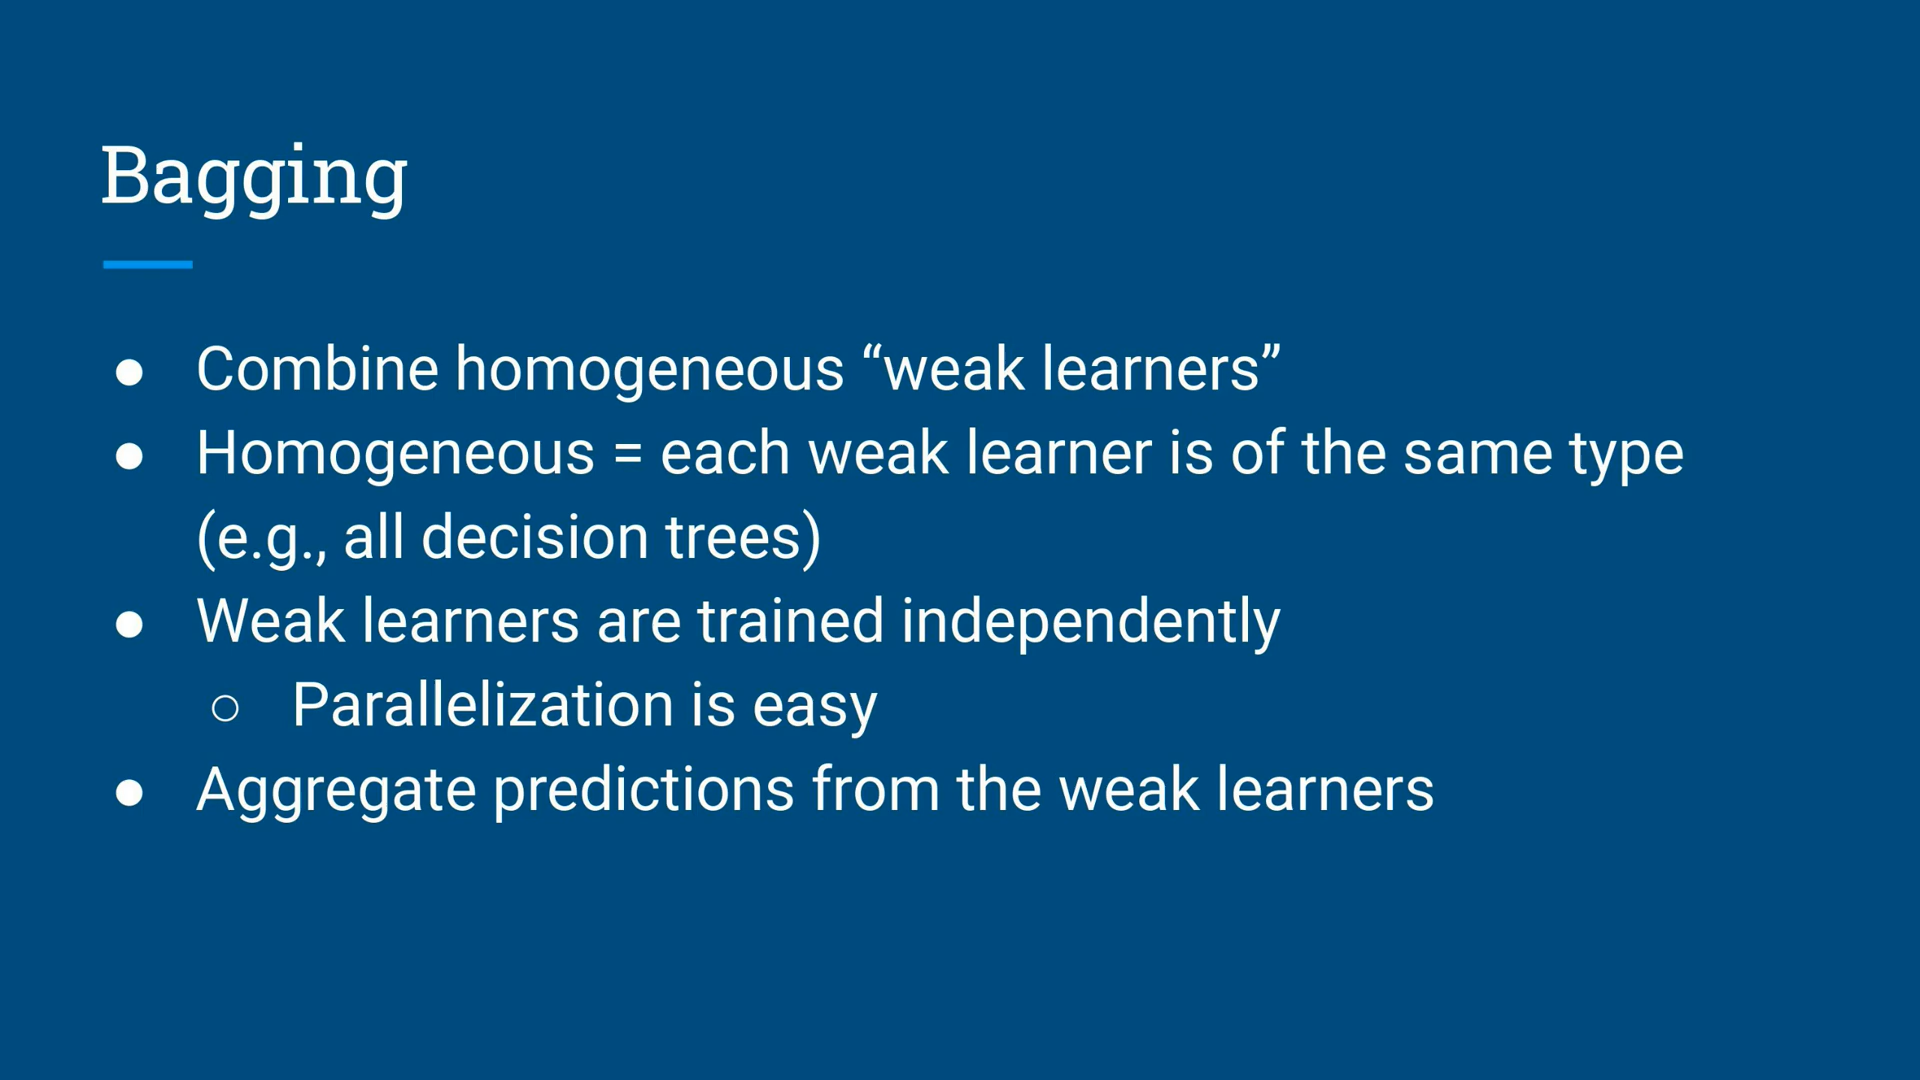 Bagging
● Combine homogeneous “weak learners”
● Homogeneous = each weak learner is of the same type
(e.g., all decision trees)
● Weak learners are trained independently
○ Parallelization is easy
● Aggregate predictions from the weak learners